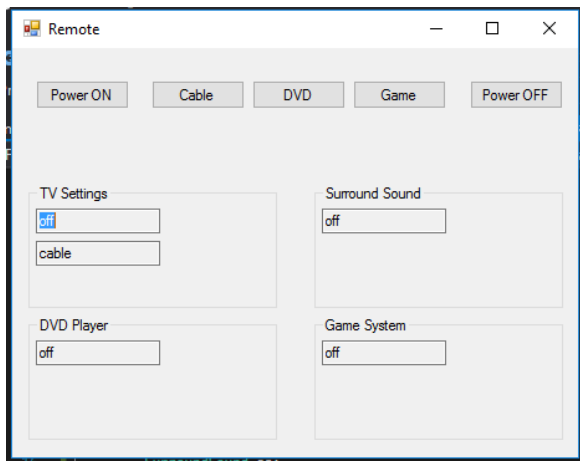 Remote
Power ON Cable DVD Game Power OFF
TV Settings
off
cable
Surround Sound
off
DVD Player
off
Game System
off